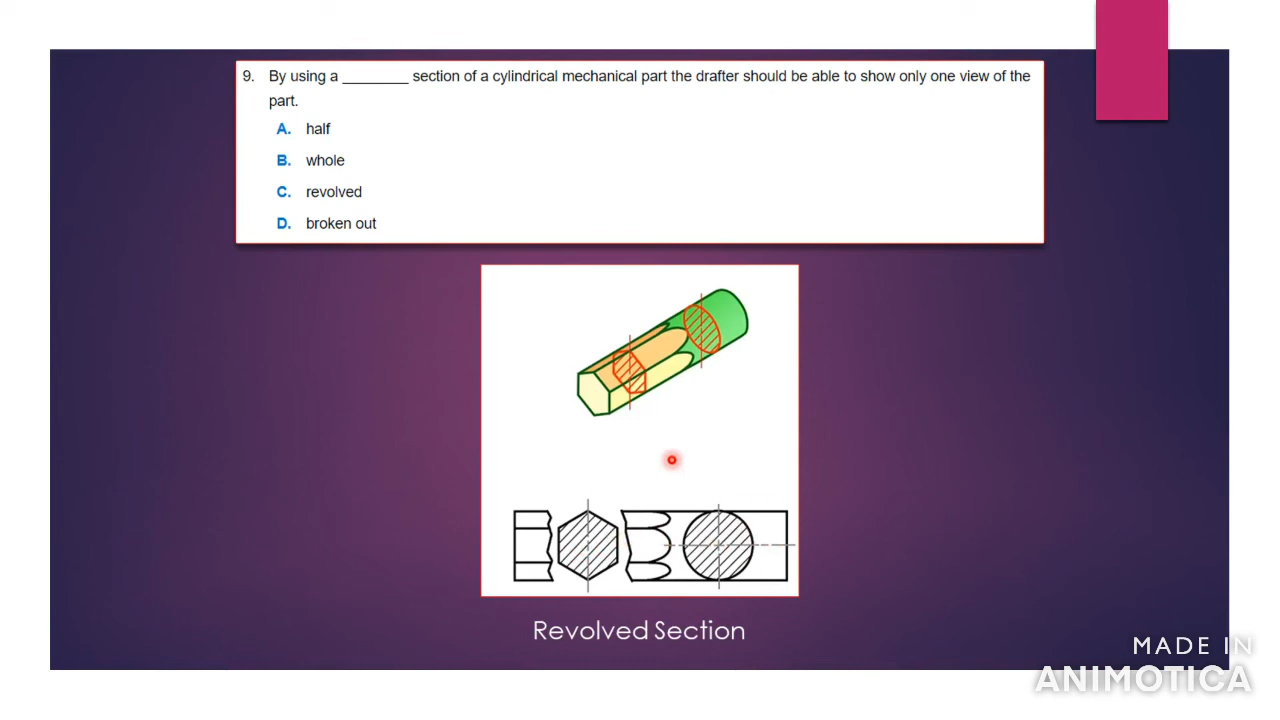 9. By using a ________ section of a cylindrical mechanical part the drafter should be able to show only one view of the
part.
A. half
B. whole
C. revolved
D. broken out
Revolved Section
MADE IN
ANIMOTICA